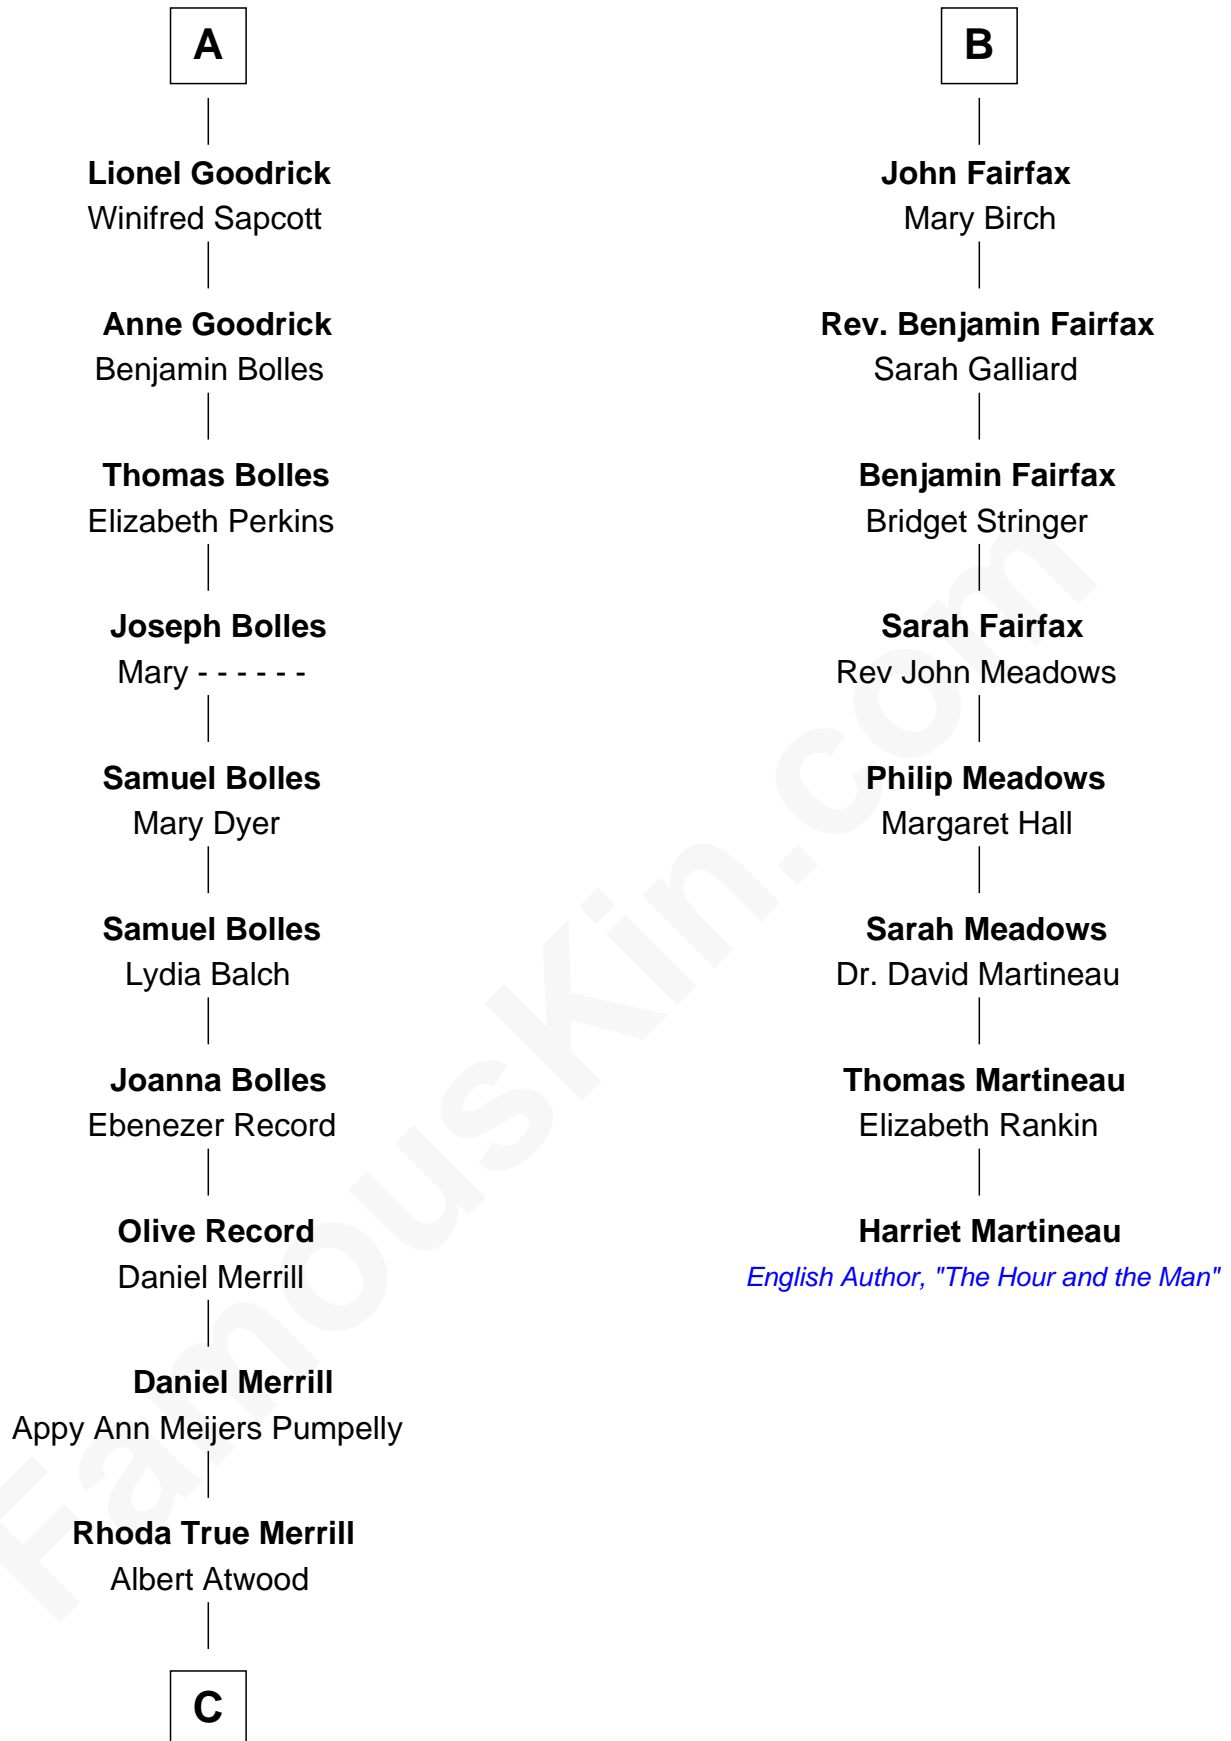 A
Lionel Goodrick
Winifred Sapcott
Anne Goodrick
Benjamin Bolles
Thomas Bolles
Elizabeth Perkins
Joseph Bolles
Mary - - - - - -
Samuel Bolles
Mary Dyer
Samuel Bolles
Lydia Balch
Joanna Bolles
Ebenezer Record
Olive Record
Daniel Merrill
Daniel Merrill
Appy Ann Meijers Pumpelly
Rhoda True Merrill
Albert Atwood
C
B
John Fairfax
Mary Birch
Rev. Benjamin Fairfax
Sarah Galliard
Benjamin Fairfax
Bridget Stringer
Sarah Fairfax
Rev John Meadows
Philip Meadows
Margaret Hall
Sarah Meadows
Dr. David Martineau
Thomas Martineau
Elizabeth Rankin
Harriet Martineau
English Author, "The Hour and the Man"
FamousKin.com